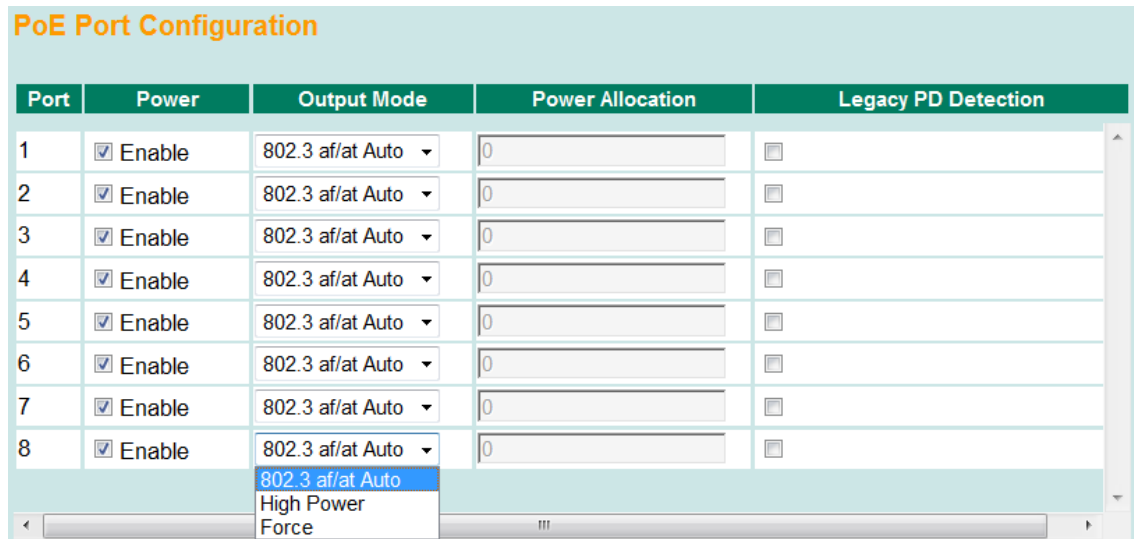 PoE Port Configuration
Port Power Output Mode Power Allocation Legacy PD Detection
1 Enable 802.3 af/at Auto 0
2 Enable 802.3 af/at Auto 0
3 Enable 802.3 af/at Auto 0
4 Enable 802.3 af/at Auto 0
5 Enable 802.3 af/at Auto 0
6 Enable 802.3 af/at Auto 0
7 Enable 802.3 af/at Auto 0
8 Enable 802.3 af/at Auto 0
802.3 af/at Auto
High Power
Force